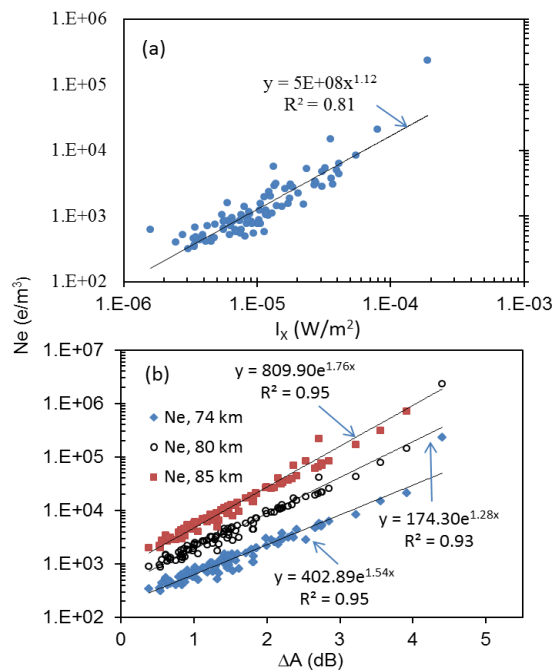 (a)
y = 5E+08x^1.12
R² = 0.81
1.E+06
1.E+05
1.E+04
1.E+03
1.E+02
1.E-06
1.E-05
1.E-04
1.E-03
I_X (W/m²)
Ne (e/m³)
(b)
1.E+07
1.E+06
1.E+05
1.E+04
1.E+03
1.E+02
y = 809.90e^1.76x
R² = 0.95
Ne, 74 km
Ne, 80 km
Ne, 85 km
y = 174.30e^1.28x
R² = 0.93
y = 402.89e^1.54x
R² = 0.95
0
1
2
3
4
5
ΔA (dB)